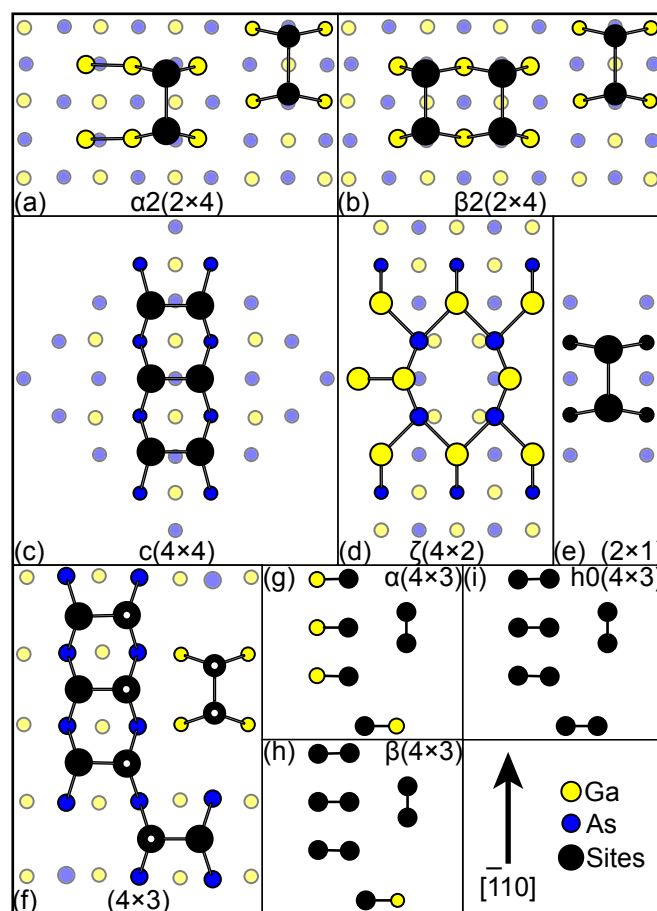 (a) α2(2×4)
(b) β2(2×4)
(c) c(4×4)
(d) ζ(4×2)
(e) (2×1)
(f) (4×3)
(g) α(4×3)
(i) h0(4×3)
(h) β(4×3)
Ga
As
Sites
[1̅10]